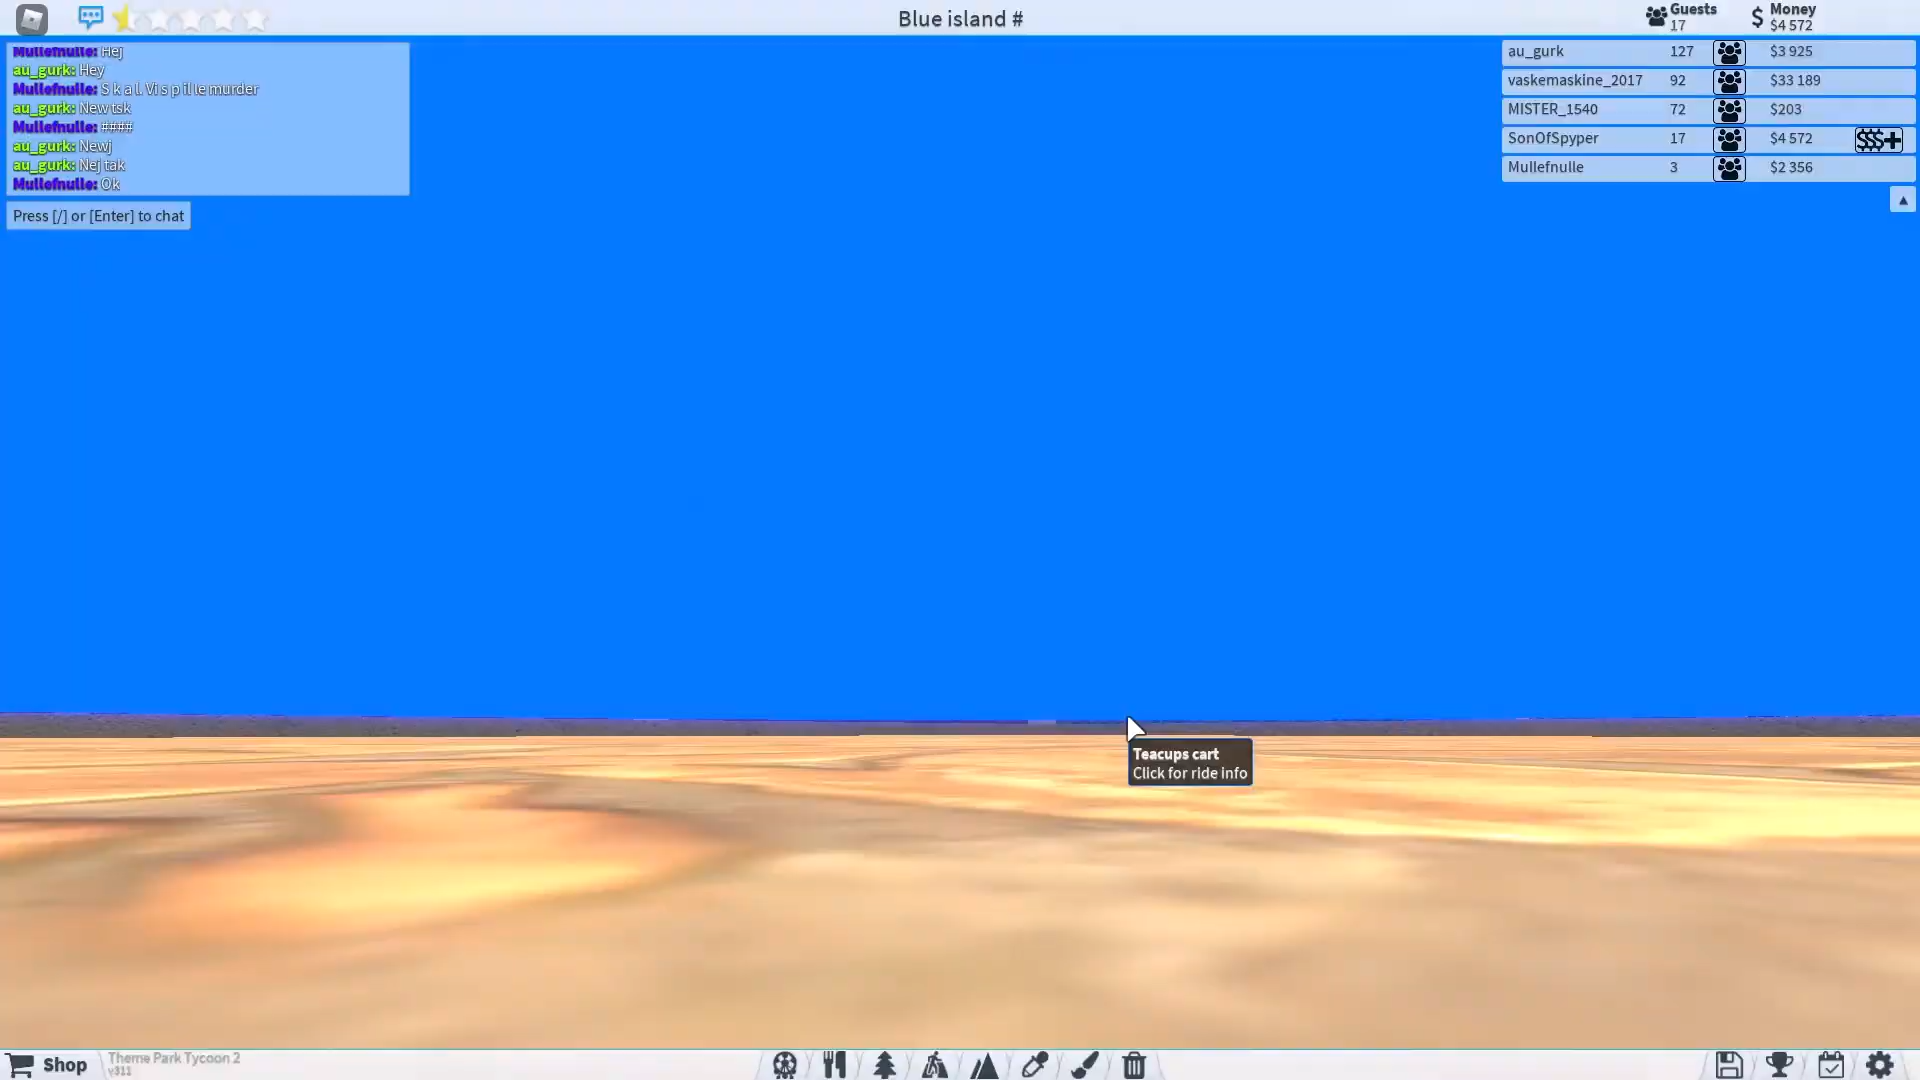 Blue island #
Guests
17
Money
$4 572
Mullefnulle: Hej
au_gurk: Hey
Mullefnulle: S k a l. Vi s p il le murder
au_gurk: New tsk
Mullefnulle: ####
au_gurk: Newj
au_gurk: Nej tak
Mullefnulle: Ok
Press [/] or [Enter] to chat
au_gurk 127 $3 925
vaskemaskine_2017 92 $33 189
MISTER_1540 72 $203
SonOfSpyper 17 $4 572 $$$+
Mullefnulle 3 $2 356
Teacups cart
Click for ride info
Shop
Theme Park Tycoon 2
v311